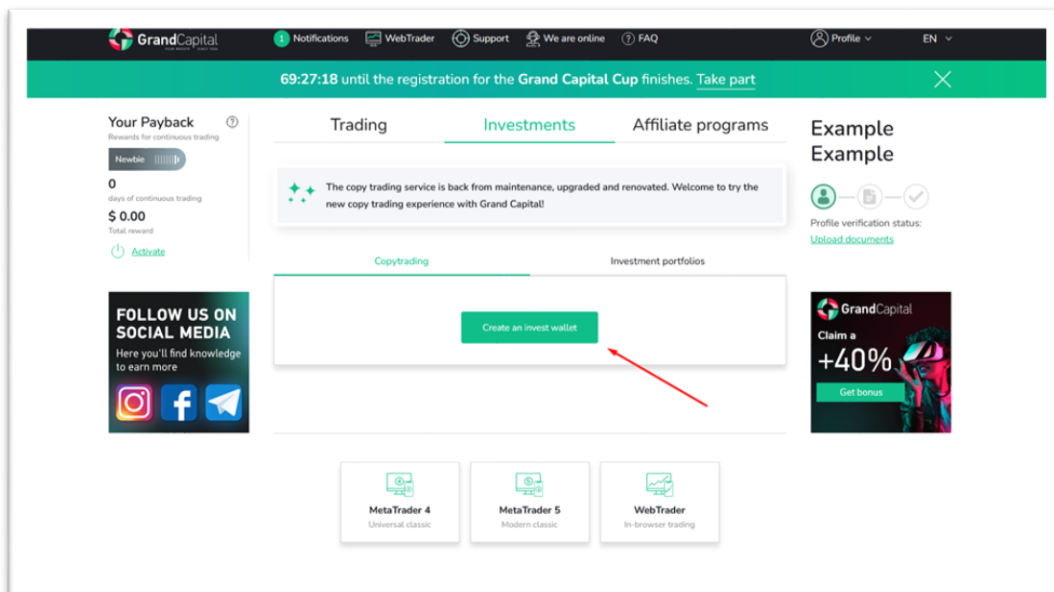 GrandCapital
1 Notifications
WebTrader
Support
We are online
? FAQ
Profile
EN
69:27:18 until the registration for the Grand Capital Cup finishes. Take part
Your Payback ?
Rewards for continuous trading
Newbie
0
days of continuous trading
$ 0.00
Total reward
Activate
FOLLOW US ON
SOCIAL MEDIA
Here you'll find knowledge
to earn more
Trading
Investments
Affiliate programs
The copy trading service is back from maintenance, upgraded and renovated. Welcome to try the
new copy trading experience with Grand Capital!
Copytrading
Investment portfolios
Create an invest wallet
Example
Example
Profile verification status:
Upload documents
GrandCapital
Claim a
+40%
Get bonus
MetaTrader 4
Universal classic
MetaTrader 5
Modern classic
WebTrader
In-browser trading